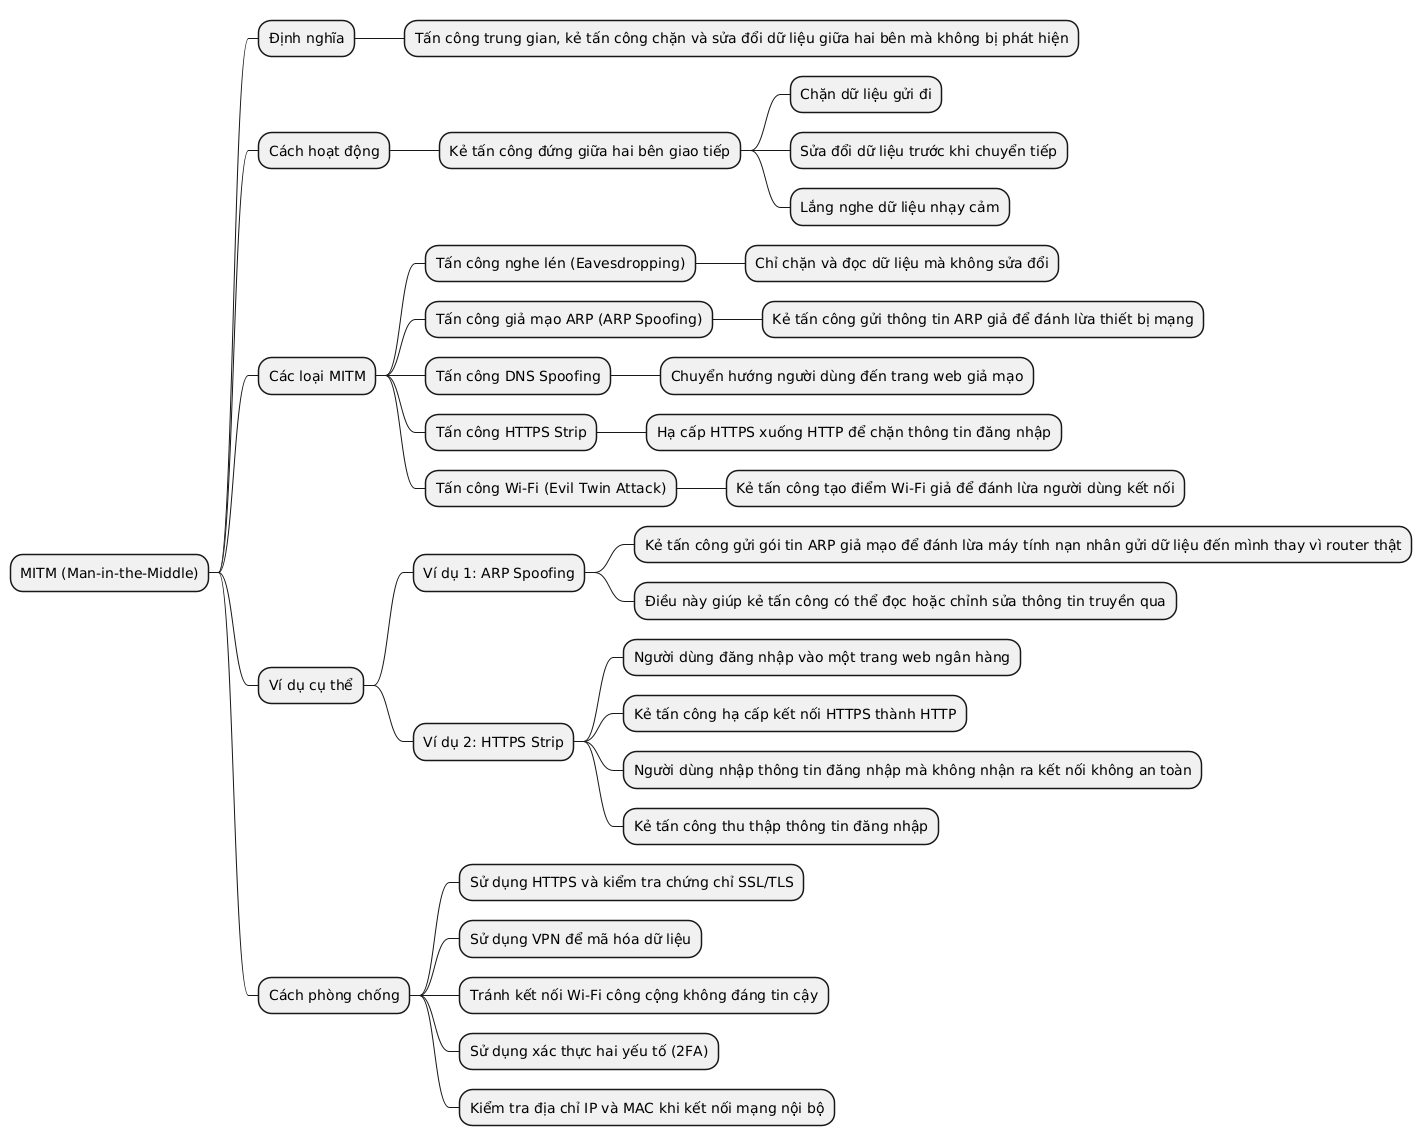 MITM (Man-in-the-Middle)
Định nghĩa
Tấn công trung gian, kẻ tấn công chặn và sửa đổi dữ liệu giữa hai bên mà không bị phát hiện
Cách hoạt động
Kẻ tấn công đứng giữa hai bên giao tiếp
Chặn dữ liệu gửi đi
Sửa đổi dữ liệu trước khi chuyển tiếp
Lắng nghe dữ liệu nhạy cảm
Các loại MITM
Tấn công nghe lén (Eavesdropping)
Chỉ chặn và đọc dữ liệu mà không sửa đổi
Tấn công giả mạo ARP (ARP Spoofing)
Kẻ tấn công gửi thông tin ARP giả để đánh lừa thiết bị mạng
Tấn công DNS Spoofing
Chuyển hướng người dùng đến trang web giả mạo
Tấn công HTTPS Strip
Hạ cấp HTTPS xuống HTTP để chặn thông tin đăng nhập
Tấn công Wi-Fi (Evil Twin Attack)
Kẻ tấn công tạo điểm Wi-Fi giả để đánh lừa người dùng kết nối
Ví dụ cụ thể
Ví dụ 1: ARP Spoofing
Kẻ tấn công gửi gói tin ARP giả mạo để đánh lừa máy tính nạn nhân gửi dữ liệu đến mình thay vì router thật
Điều này giúp kẻ tấn công có thể đọc hoặc chỉnh sửa thông tin truyền qua
Ví dụ 2: HTTPS Strip
Người dùng đăng nhập vào một trang web ngân hàng
Kẻ tấn công hạ cấp kết nối HTTPS thành HTTP
Người dùng nhập thông tin đăng nhập mà không nhận ra kết nối không an toàn
Kẻ tấn công thu thập thông tin đăng nhập
Cách phòng chống
Sử dụng HTTPS và kiểm tra chứng chỉ SSL/TLS
Sử dụng VPN để mã hóa dữ liệu
Tránh kết nối Wi-Fi công cộng không đáng tin cậy
Sử dụng xác thực hai yếu tố (2FA)
Kiểm tra địa chỉ IP và MAC khi kết nối mạng nội bộ